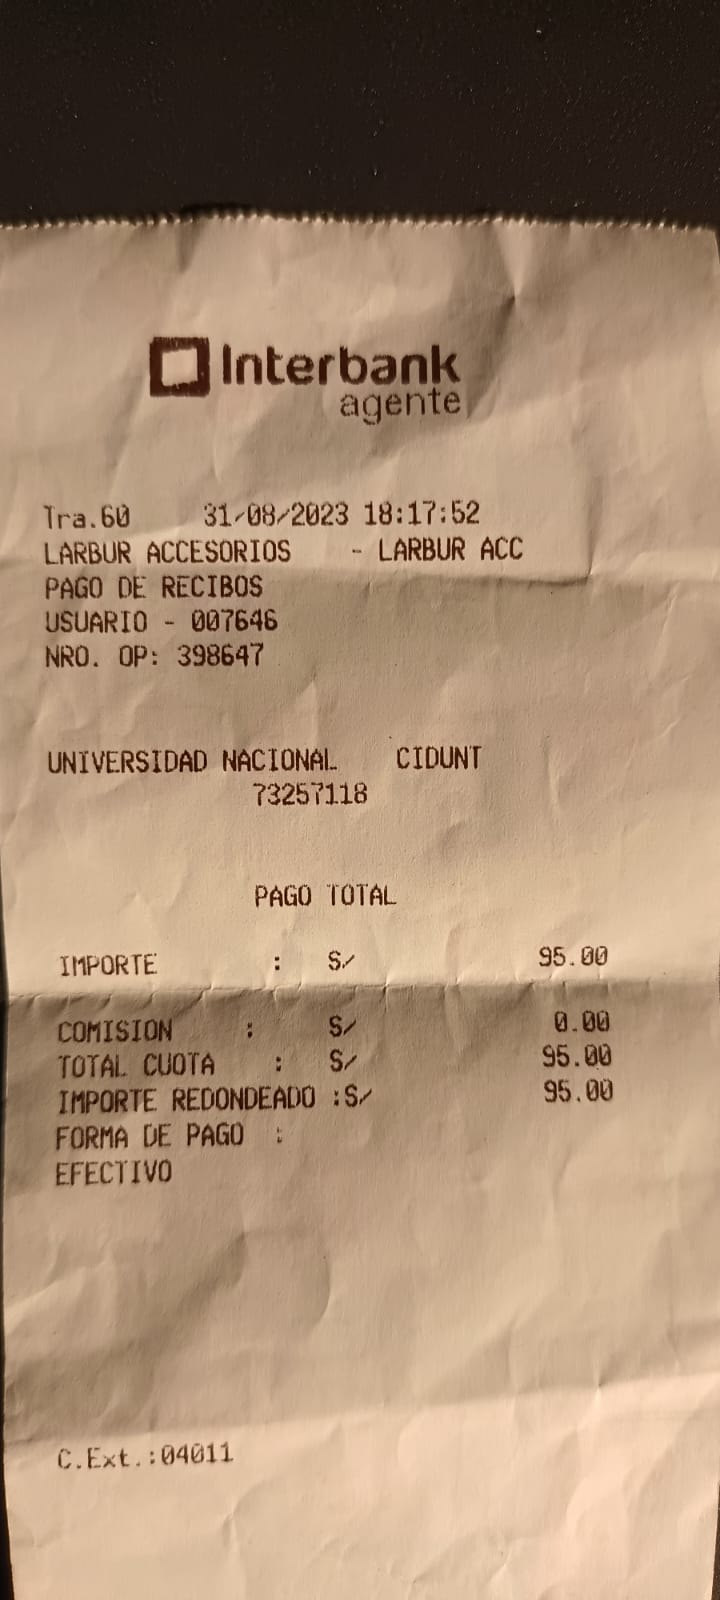 Interbank
agente
Tra.60 31/08/2023 18:17:52
LARBUR ACCESORIOS - LARBUR ACC
PAGO DE RECIBOS
USUARIO - 007646
NRO. OP: 398647
UNIVERSIDAD NACIONAL CIDUNT
73257118
PAGO TOTAL
IMPORTE : S/ 95.00
COMISION : S/ 0.00
TOTAL CUOTA : S/ 95.00
IMPORTE REDONDEADO :S/ 95.00
FORMA DE PAGO :
EFECTIVO
C.Ext.:04011